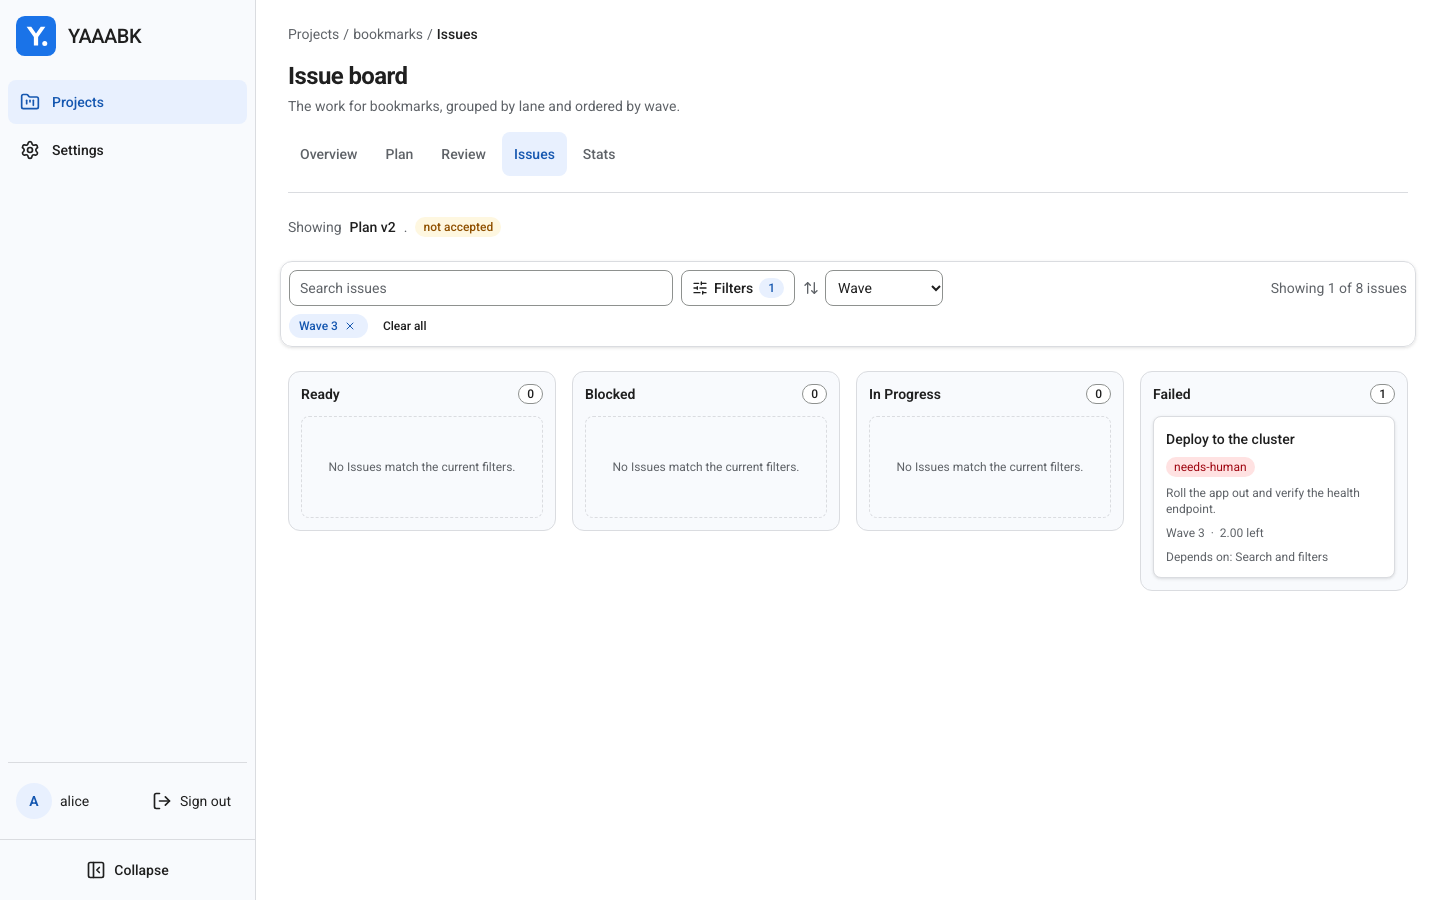 Y.
YAAABK
Projects
Settings
alice
Sign out
Collapse
Projects / bookmarks / Issues
Issue board
The work for bookmarks, grouped by lane and ordered by wave.
Overview
Plan
Review
Issues
Stats
Showing Plan v2 . not accepted
Search issues
Filters 1
Wave
Showing 1 of 8 issues
Wave 3
Clear all
Ready 0
No Issues match the current filters.
Blocked 0
No Issues match the current filters.
In Progress 0
No Issues match the current filters.
Failed 1
Deploy to the cluster
needs-human
Roll the app out and verify the health
endpoint.
Wave 3 · 2.00 left
Depends on: Search and filters
A